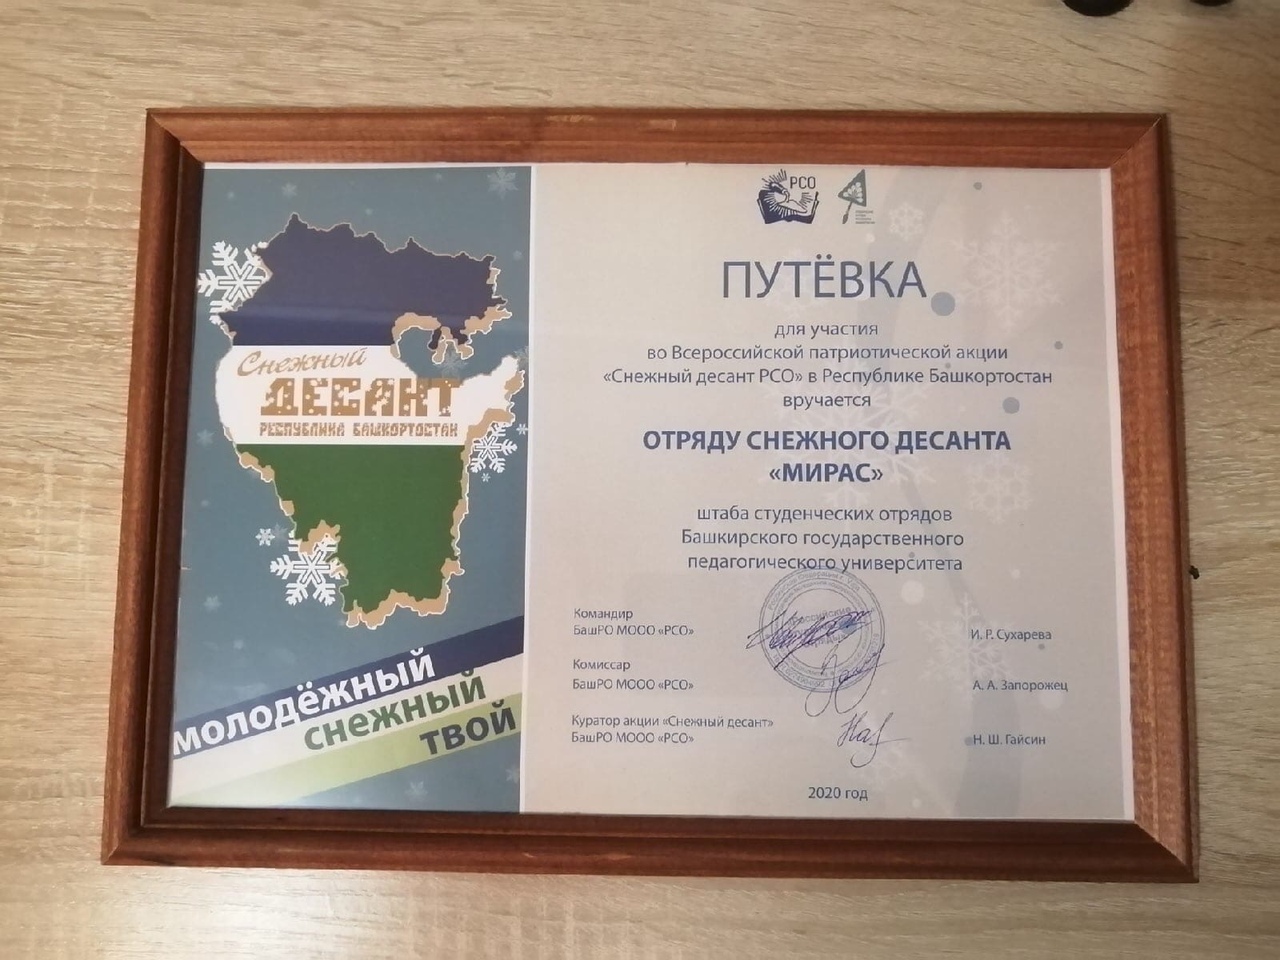 Снежный
ДЕСАНТ
РЕСПУБЛИКА БАШКОРТОСТАН
МОЛОДЁЖНЫЙ
СНЕЖНЫЙ
ТВОЙ
РСО
ПУТЁВКА
для участия
во Всероссийской патриотической акции
«Снежный десант РСО» в Республике Башкортостан
вручается
ОТРЯДУ СНЕЖНОГО ДЕСАНТА
«МИРАС»
штаба студенческих отрядов
Башкирского государственного
педагогического университета
Командир
БашРО МООО «РСО»
И. Р. Сухарева
Комиссар
БашРО МООО «РСО»
А. А. Запорожец
Куратор акции «Снежный десант»
БашРО МООО «РСО»
Н. Ш. Гайсин
2020 год